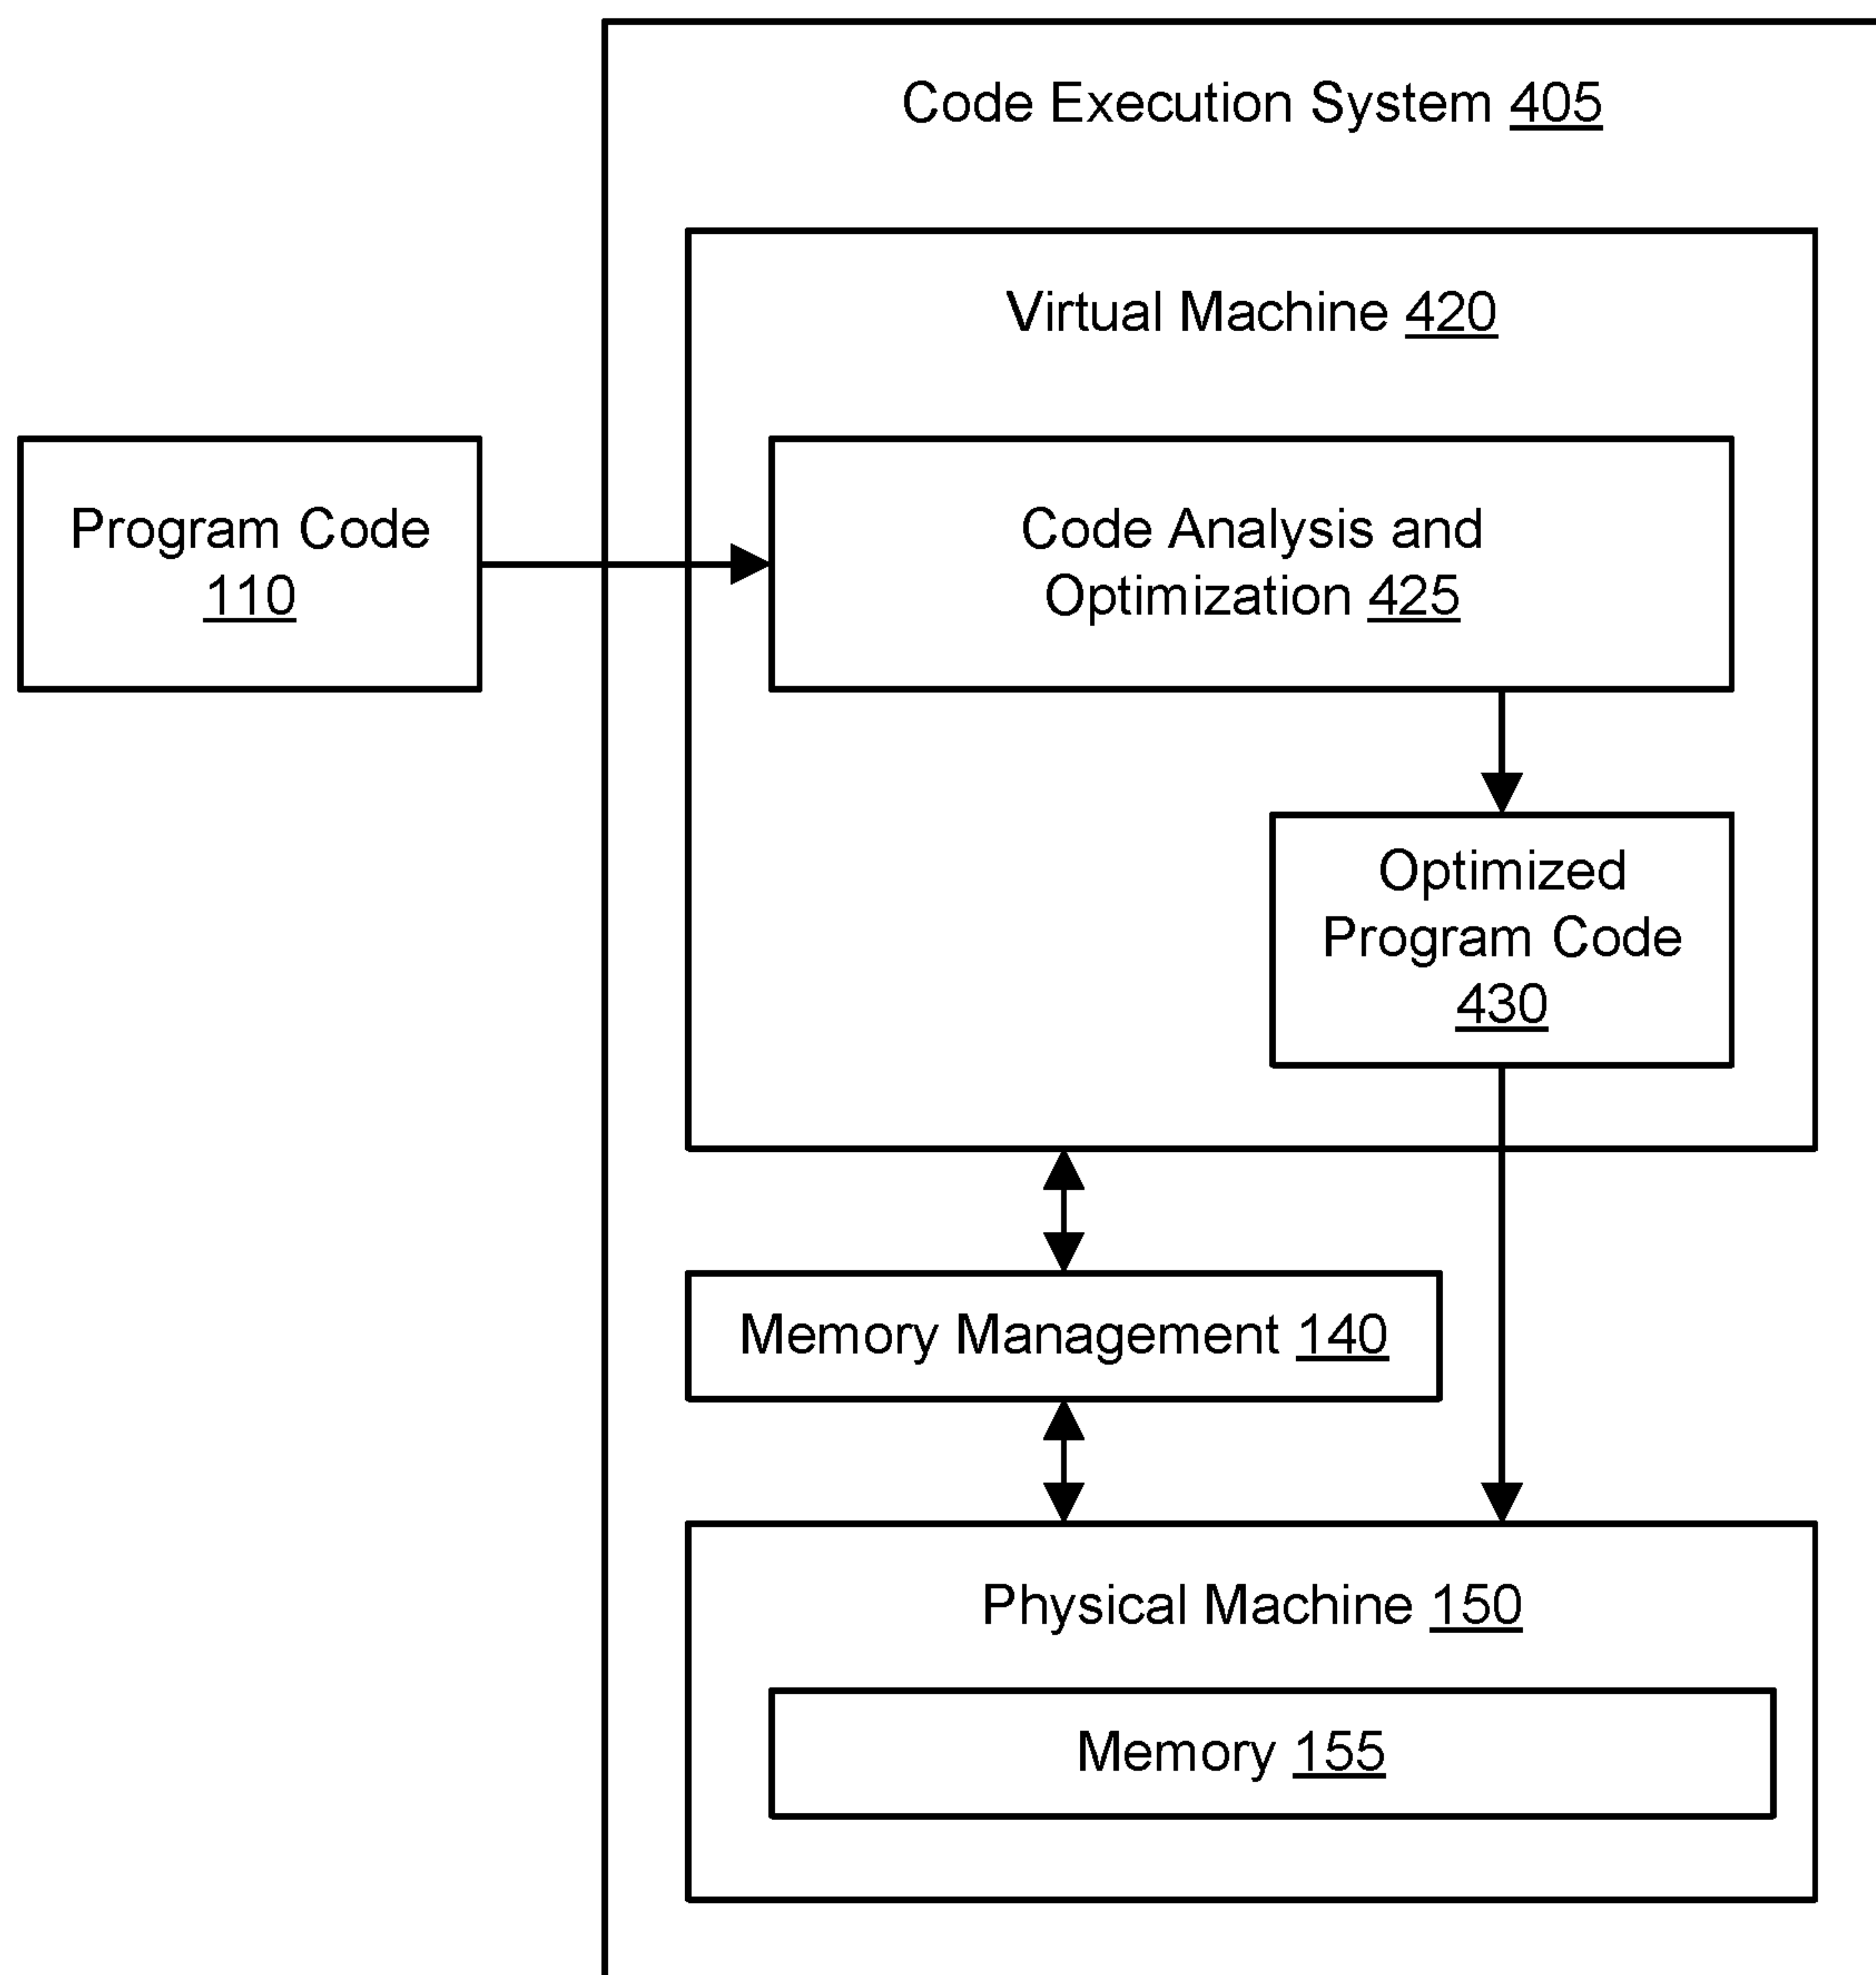 Code Execution System 405
Virtual Machine 420
Program Code
110
Code Analysis and
Optimization 425
Optimized
Program Code
430
Memory Management 140
Physical Machine 150
Memory 155